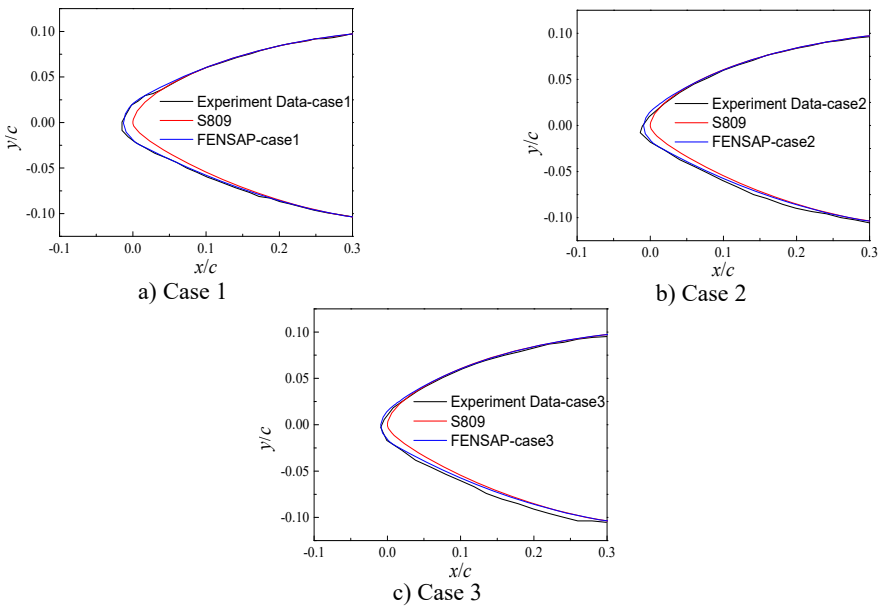 0.10
0.05
0.00
-0.05
-0.10
y/c
Experiment Data-case1
S809
FENSAP-case1
-0.1
0.0
0.1
0.2
0.3
x/c
a) Case 1
0.10
0.05
0.00
-0.05
-0.10
y/c
Experiment Data-case2
S809
FENSAP-case2
-0.1
0.0
0.1
0.2
0.3
x/c
b) Case 2
0.10
0.05
0.00
-0.05
-0.10
y/c
Experiment Data-case3
S809
FENSAP-case3
-0.1
0.0
0.1
0.2
0.3
x/c
c) Case 3